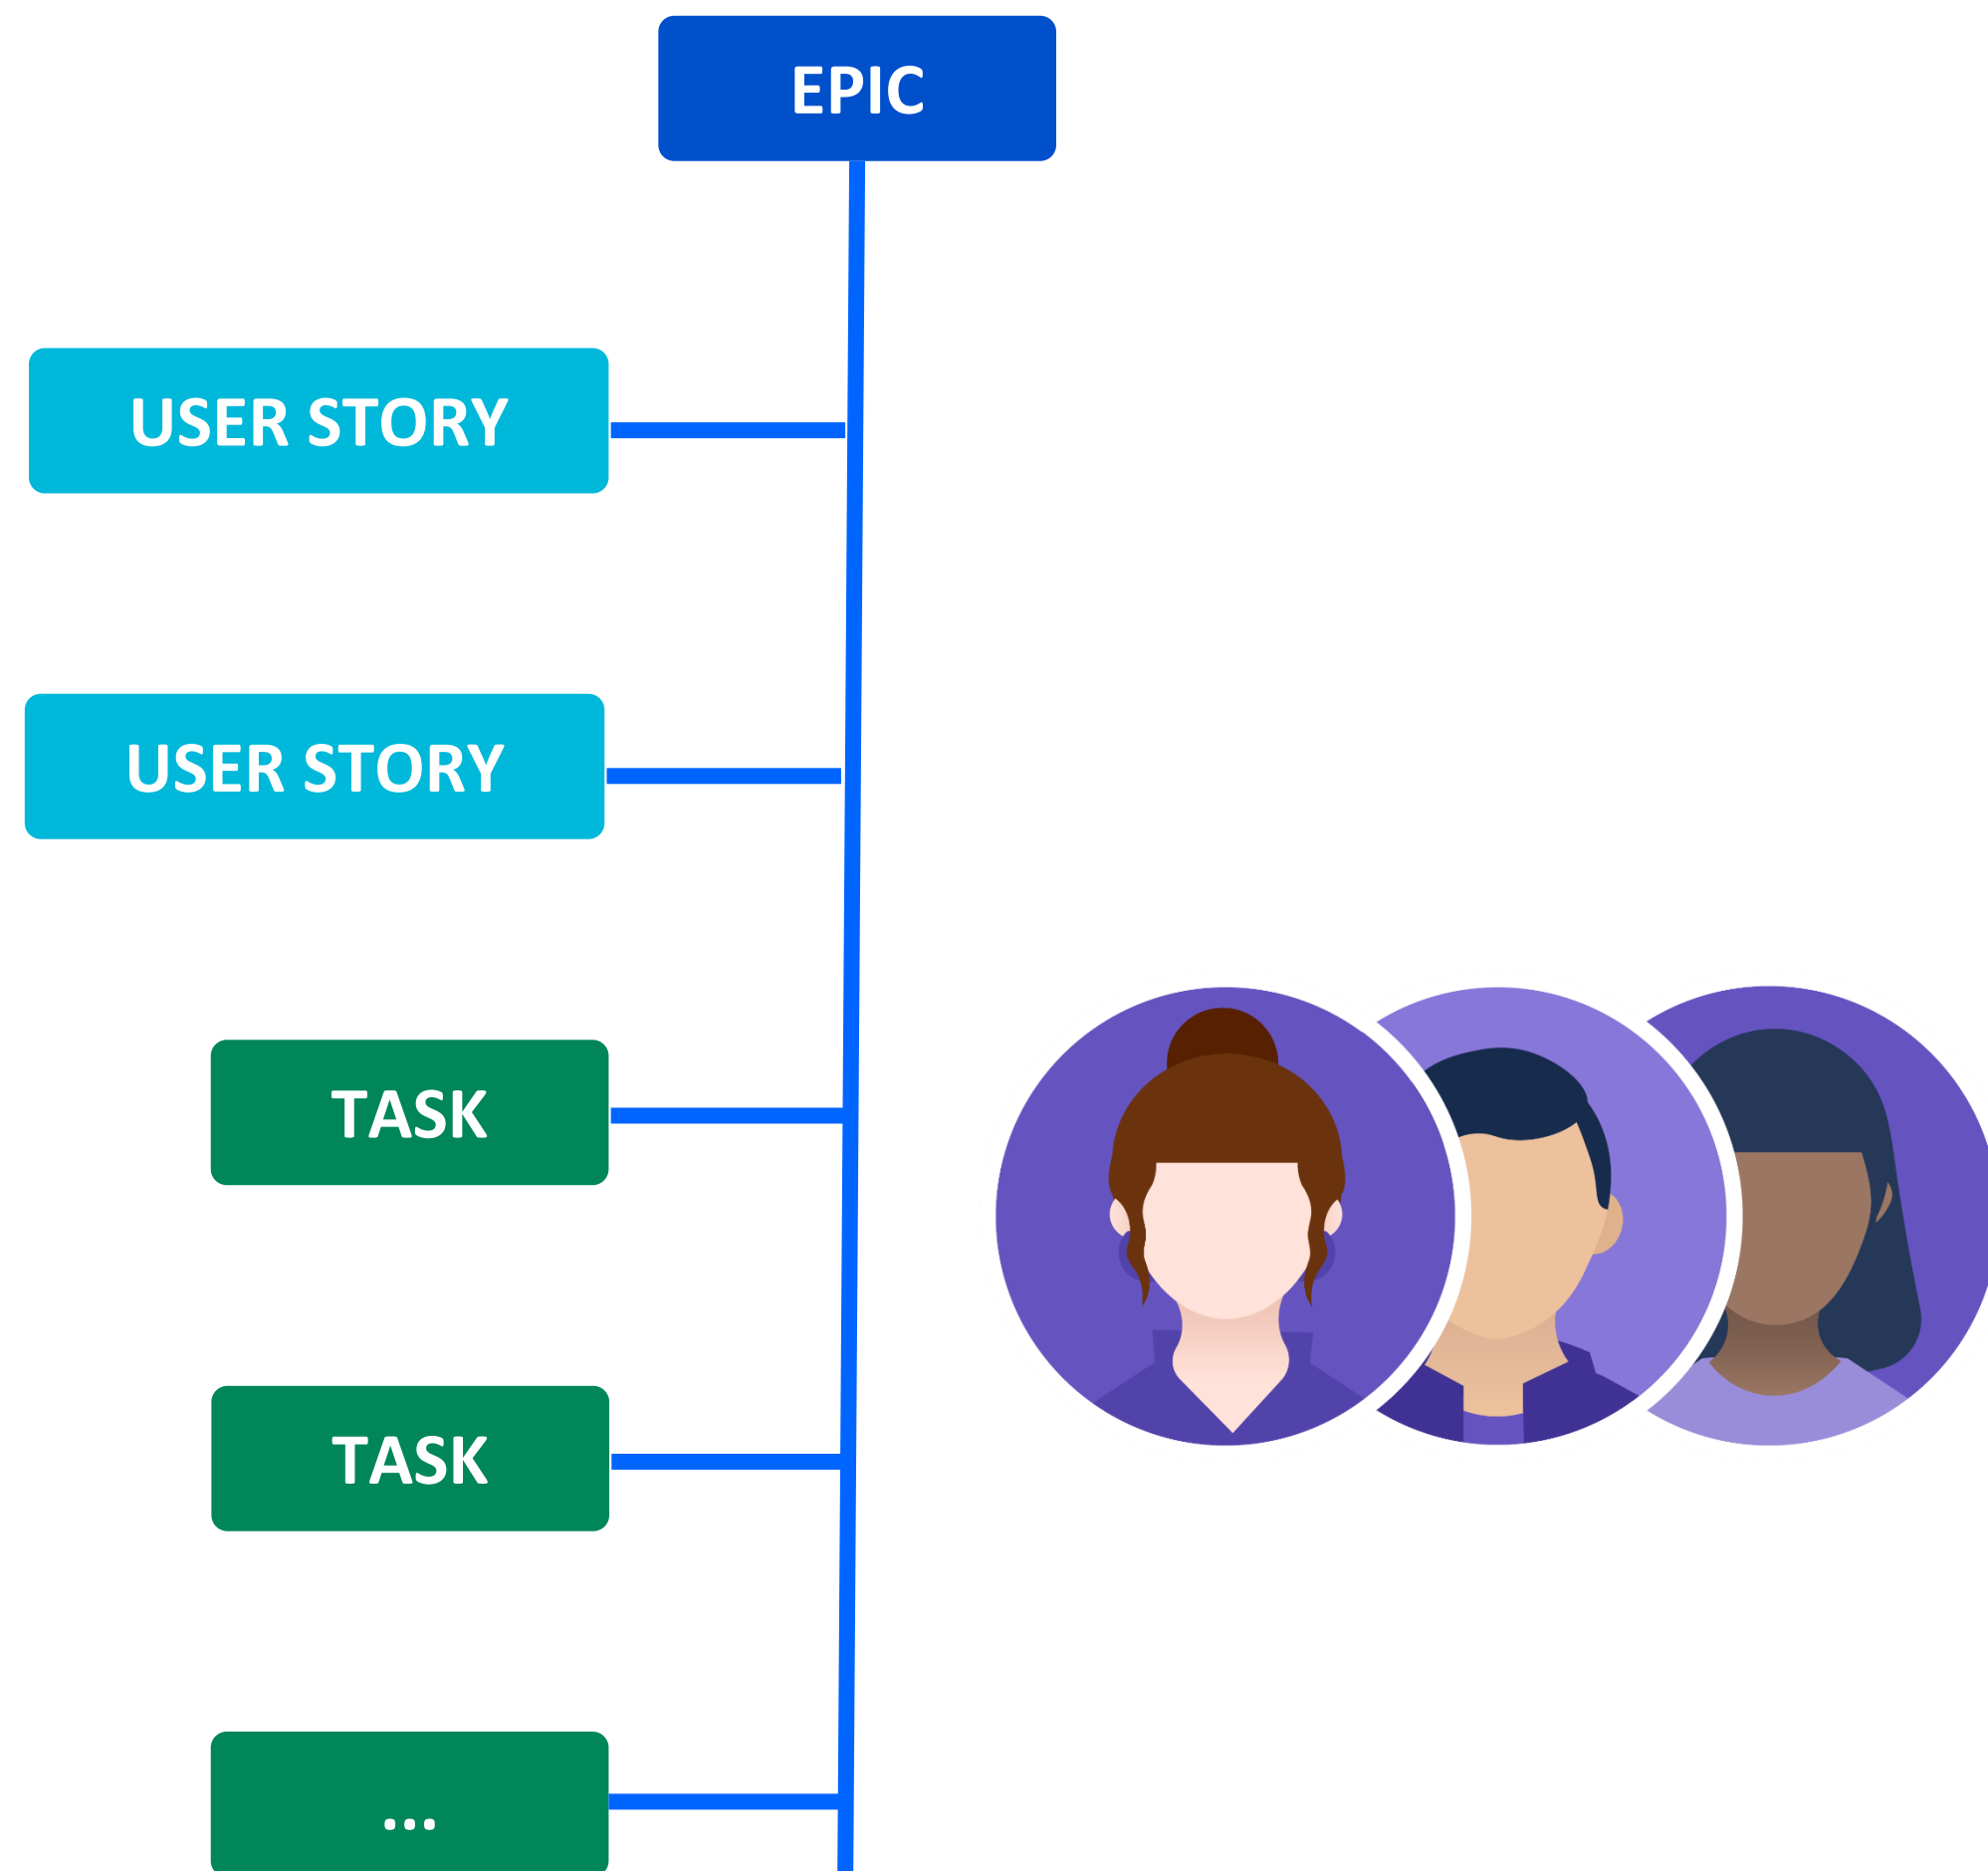 EPIC
USER STORY
USER STORY
TASK
TASK
...